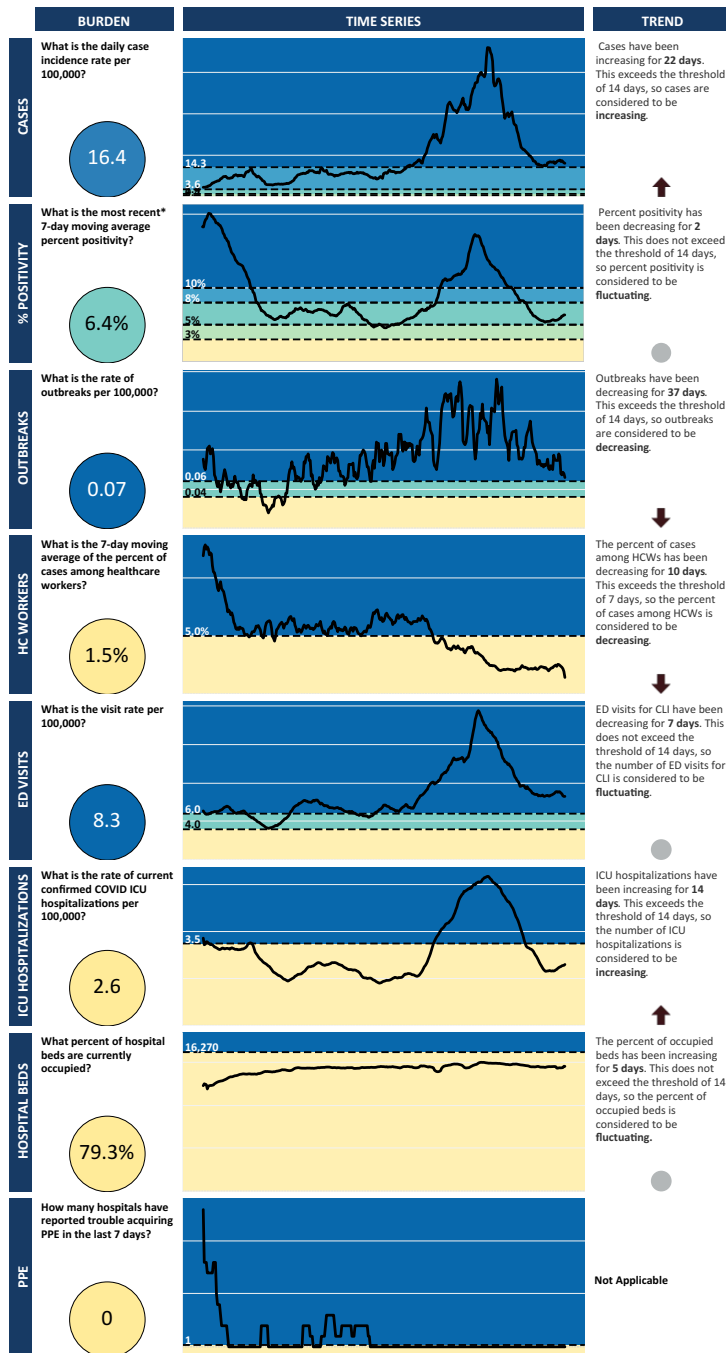 BURDEN
TIME SERIES
TREND
CASES
What is the daily case
incidence rate per
100,000?
16.4
14.3
3.6
Cases have been
increasing for 22 days.
This exceeds the threshold
of 14 days, so cases are
considered to be
increasing.
% POSITIVITY
What is the most recent*
7-day moving average
percent positivity?
6.4%
10%
8%
5%
3%
Percent positivity has
been decreasing for 2
days. This does not exceed
the threshold of 14 days,
so percent positivity is
considered to be
fluctuating.
OUTBREAKS
What is the rate of
outbreaks per 100,000?
0.07
0.06
0.04
Outbreaks have been
decreasing for 37 days.
This exceeds the threshold
of 14 days, so outbreaks
are considered to be
decreasing.
HC WORKERS
What is the 7-day moving
average of the percent of
cases among healthcare
workers?
1.5%
5.0%
The percent of cases
among HCWs has been
decreasing for 10 days.
This exceeds the threshold
of 7 days, so the percent
of cases among HCWs is
considered to be
decreasing.
ED VISITS
What is the visit rate per
100,000?
8.3
6.0
4.0
ED visits for CLI have been
decreasing for 7 days. This
does not exceed the
threshold of 14 days, so
the number of ED visits for
CLI is considered to be
fluctuating.
ICU HOSPITALIZATIONS
What is the rate of current
confirmed COVID ICU
hospitalizations per
100,000?
2.6
3.5
ICU hospitalizations have
been increasing for 14
days. This exceeds the
threshold of 14 days, so
the number of ICU
hospitalizations is
considered to be
increasing.
HOSPITAL BEDS
What percent of hospital
beds are currently
occupied?
79.3%
16,270
The percent of occupied
beds has been increasing
for 5 days. This does not
exceed the threshold of 14
days, so the percent of
occupied beds is
considered to be
fluctuating.
PPE
How many hospitals have
reported trouble acquiring
PPE in the last 7 days?
0
1
Not Applicable